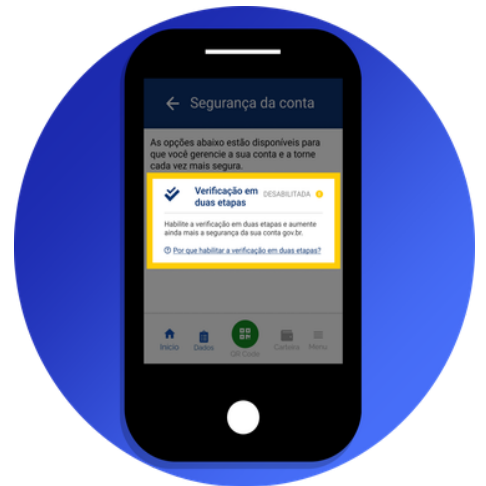 Segurança da conta
As opções abaixo estão disponíveis para
que você gerencie a sua conta e a torne
cada vez mais segura.
Verificação em DESABILITADA
duas etapas
Habilite a verificação em duas etapas e aumente
ainda mais a segurança da sua conta gov.br.
Por que habilitar a verificação em duas etapas?
Início Dados QR Code Carteira Menu